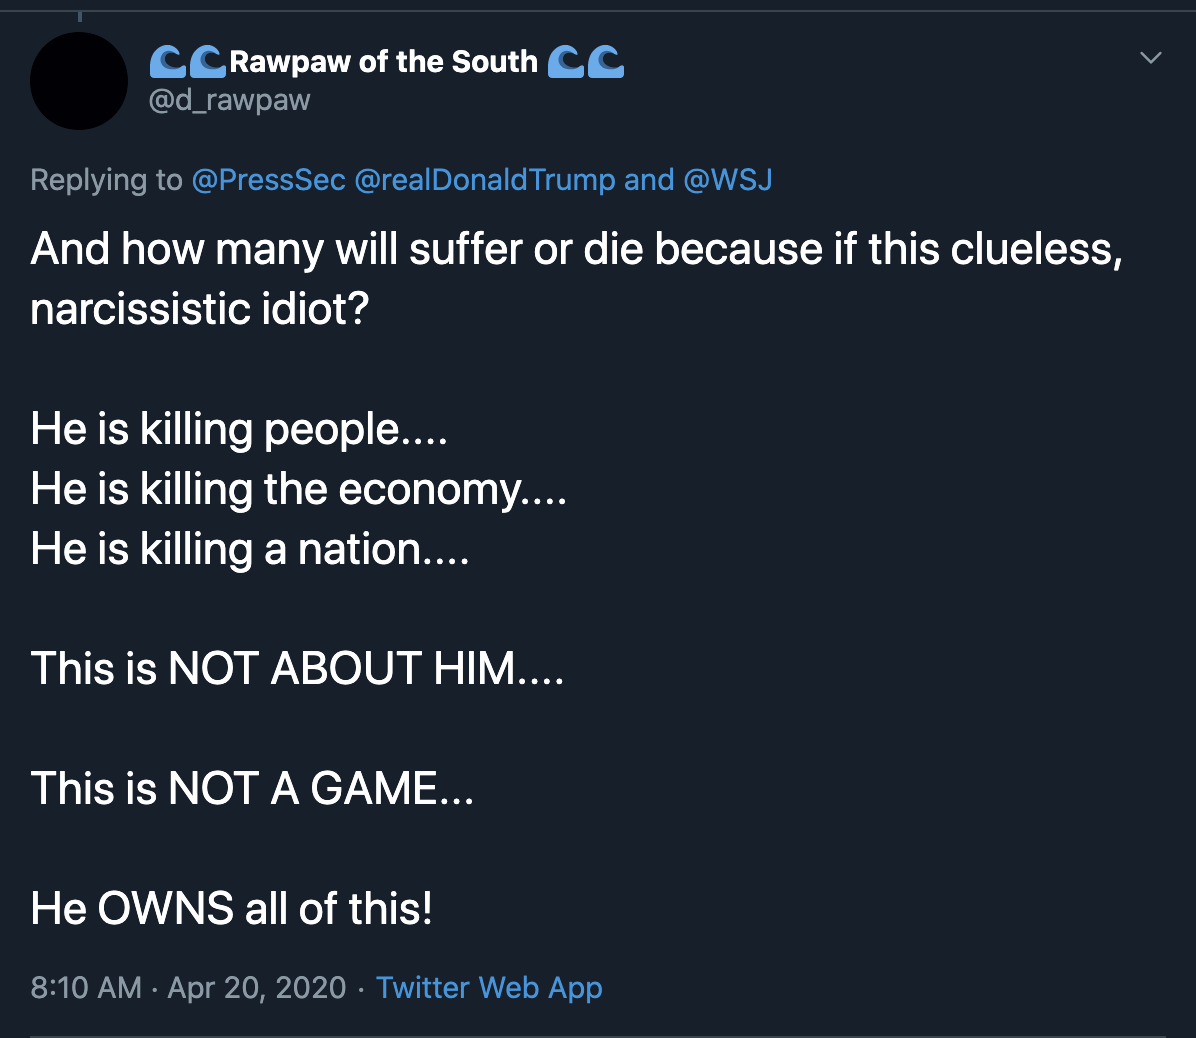 🌊🌊Rawpaw of the South 🌊🌊
@d_rawpaw
Replying to @PressSec @realDonaldTrump and @WSJ
And how many will suffer or die because if this clueless,
narcissistic idiot?
He is killing people....
He is killing the economy....
He is killing a nation....
This is NOT ABOUT HIM....
This is NOT A GAME...
He OWNS all of this!
8:10 AM · Apr 20, 2020 · Twitter Web App